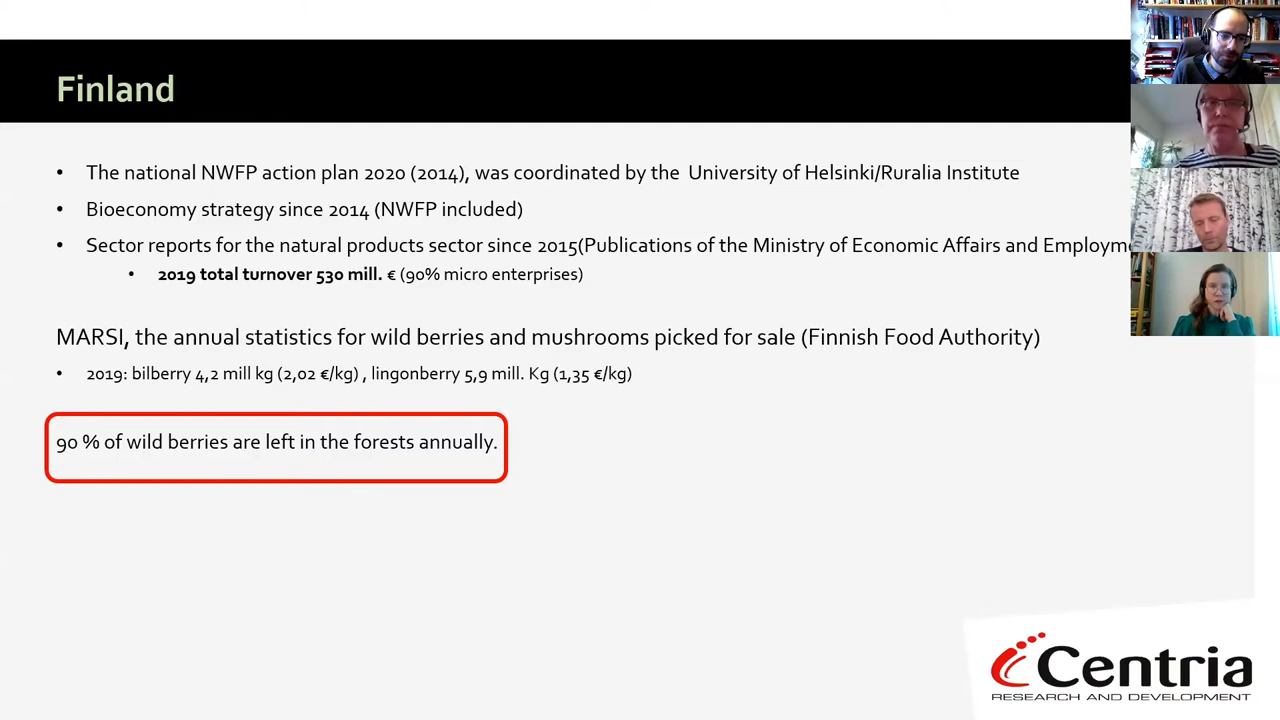 Finland
• The national NWFP action plan 2020 (2014), was coordinated by the University of Helsinki/Ruralia Institute
• Bioeconomy strategy since 2014 (NWFP included)
• Sector reports for the natural products sector since 2015(Publications of the Ministry of Economic Affairs and Employme
• 2019 total turnover 530 mill. € (90% micro enterprises)
MARSI, the annual statistics for wild berries and mushrooms picked for sale (Finnish Food Authority)
• 2019: bilberry 4,2 mill kg (2,02 €/kg) , lingonberry 5,9 mill. Kg (1,35 €/kg)
90 % of wild berries are left in the forests annually.
Centria
RESEARCH AND DEVELOPMENT